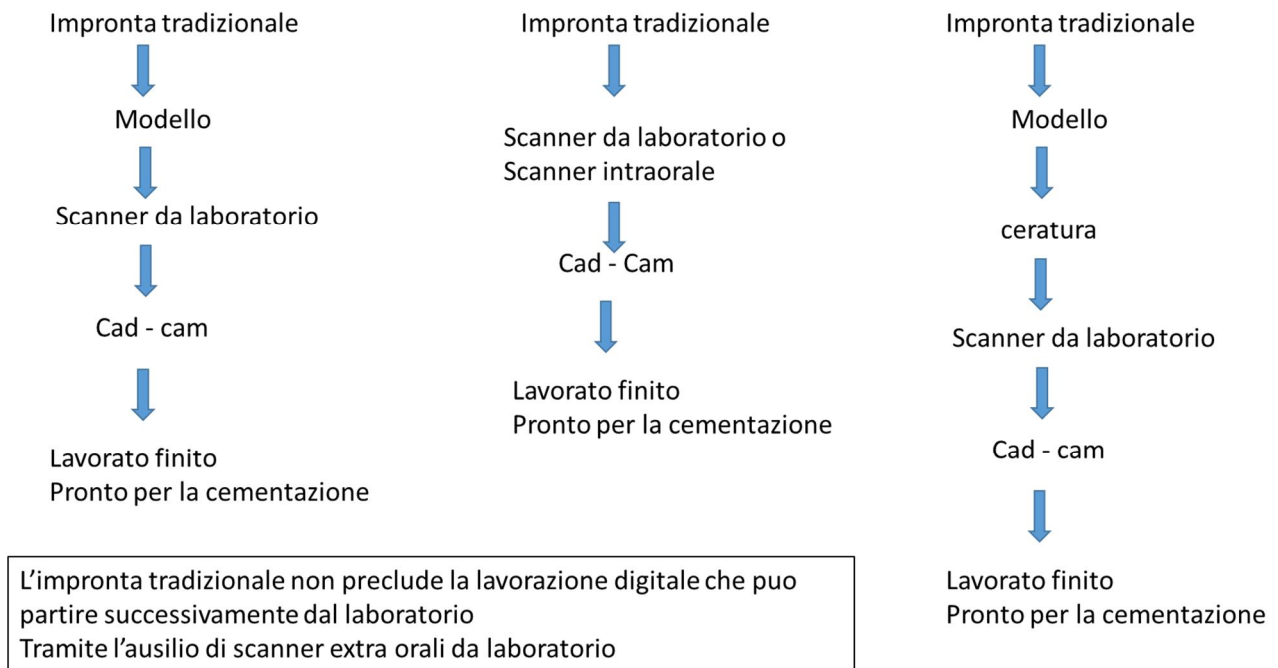 Impronta tradizionale
Modello
Scanner da laboratorio
Cad - cam
Lavorato finito
Pronto per la cementazione
Impronta tradizionale
Scanner da laboratorio o
Scanner intraorale
Cad - Cam
Lavorato finito
Pronto per la cementazione
Impronta tradizionale
Modello
ceratura
Scanner da laboratorio
Cad - cam
Lavorato finito
Pronto per la cementazione
L'impronta tradizionale non preclude la lavorazione digitale che puo
partire successivamente dal laboratorio
Tramite l'ausilio di scanner extra orali da laboratorio